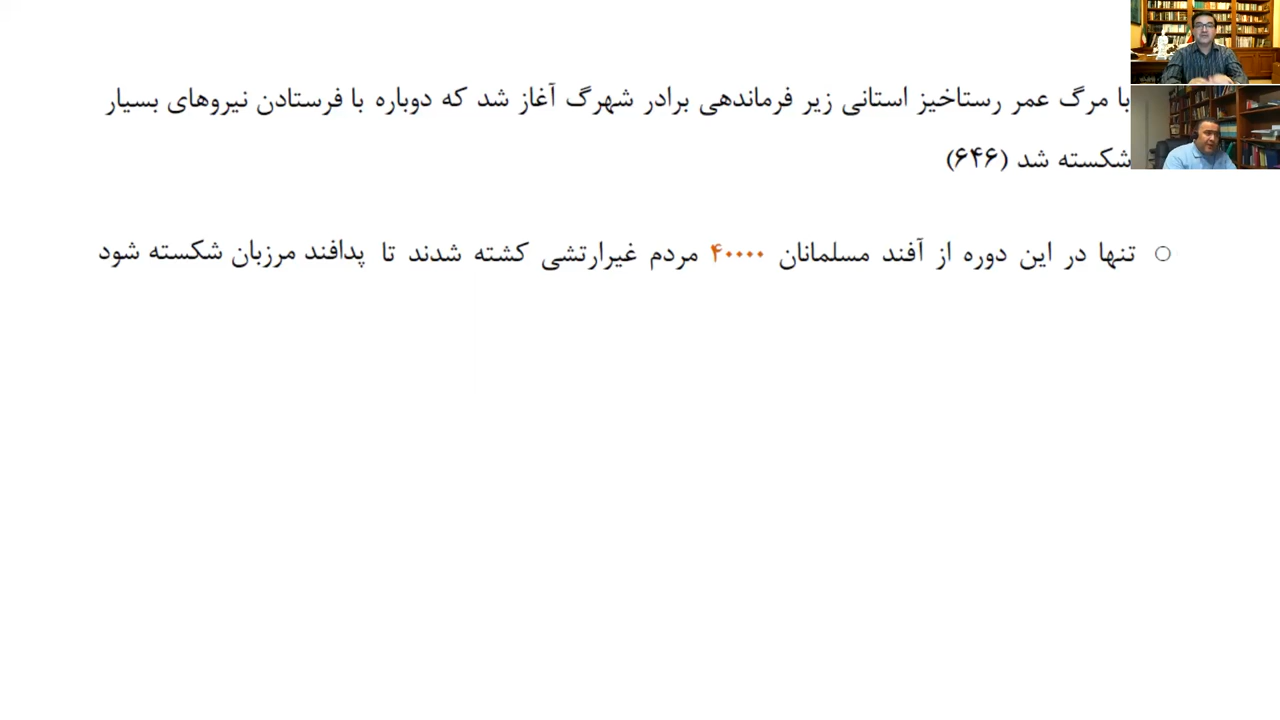 با مرگ عمر رستاخیز استانی زیر فرماندهی برادر شهرگ آغاز شد که دوباره با فرستادن نیروهای بسیار
شکسته شد (۶۴۶)
○ تنها در این دوره از آفند مسلمانان ۴۰۰۰۰ مردم غیرارتشی کشته شدند تا پدافند مرزبان شکسته شود